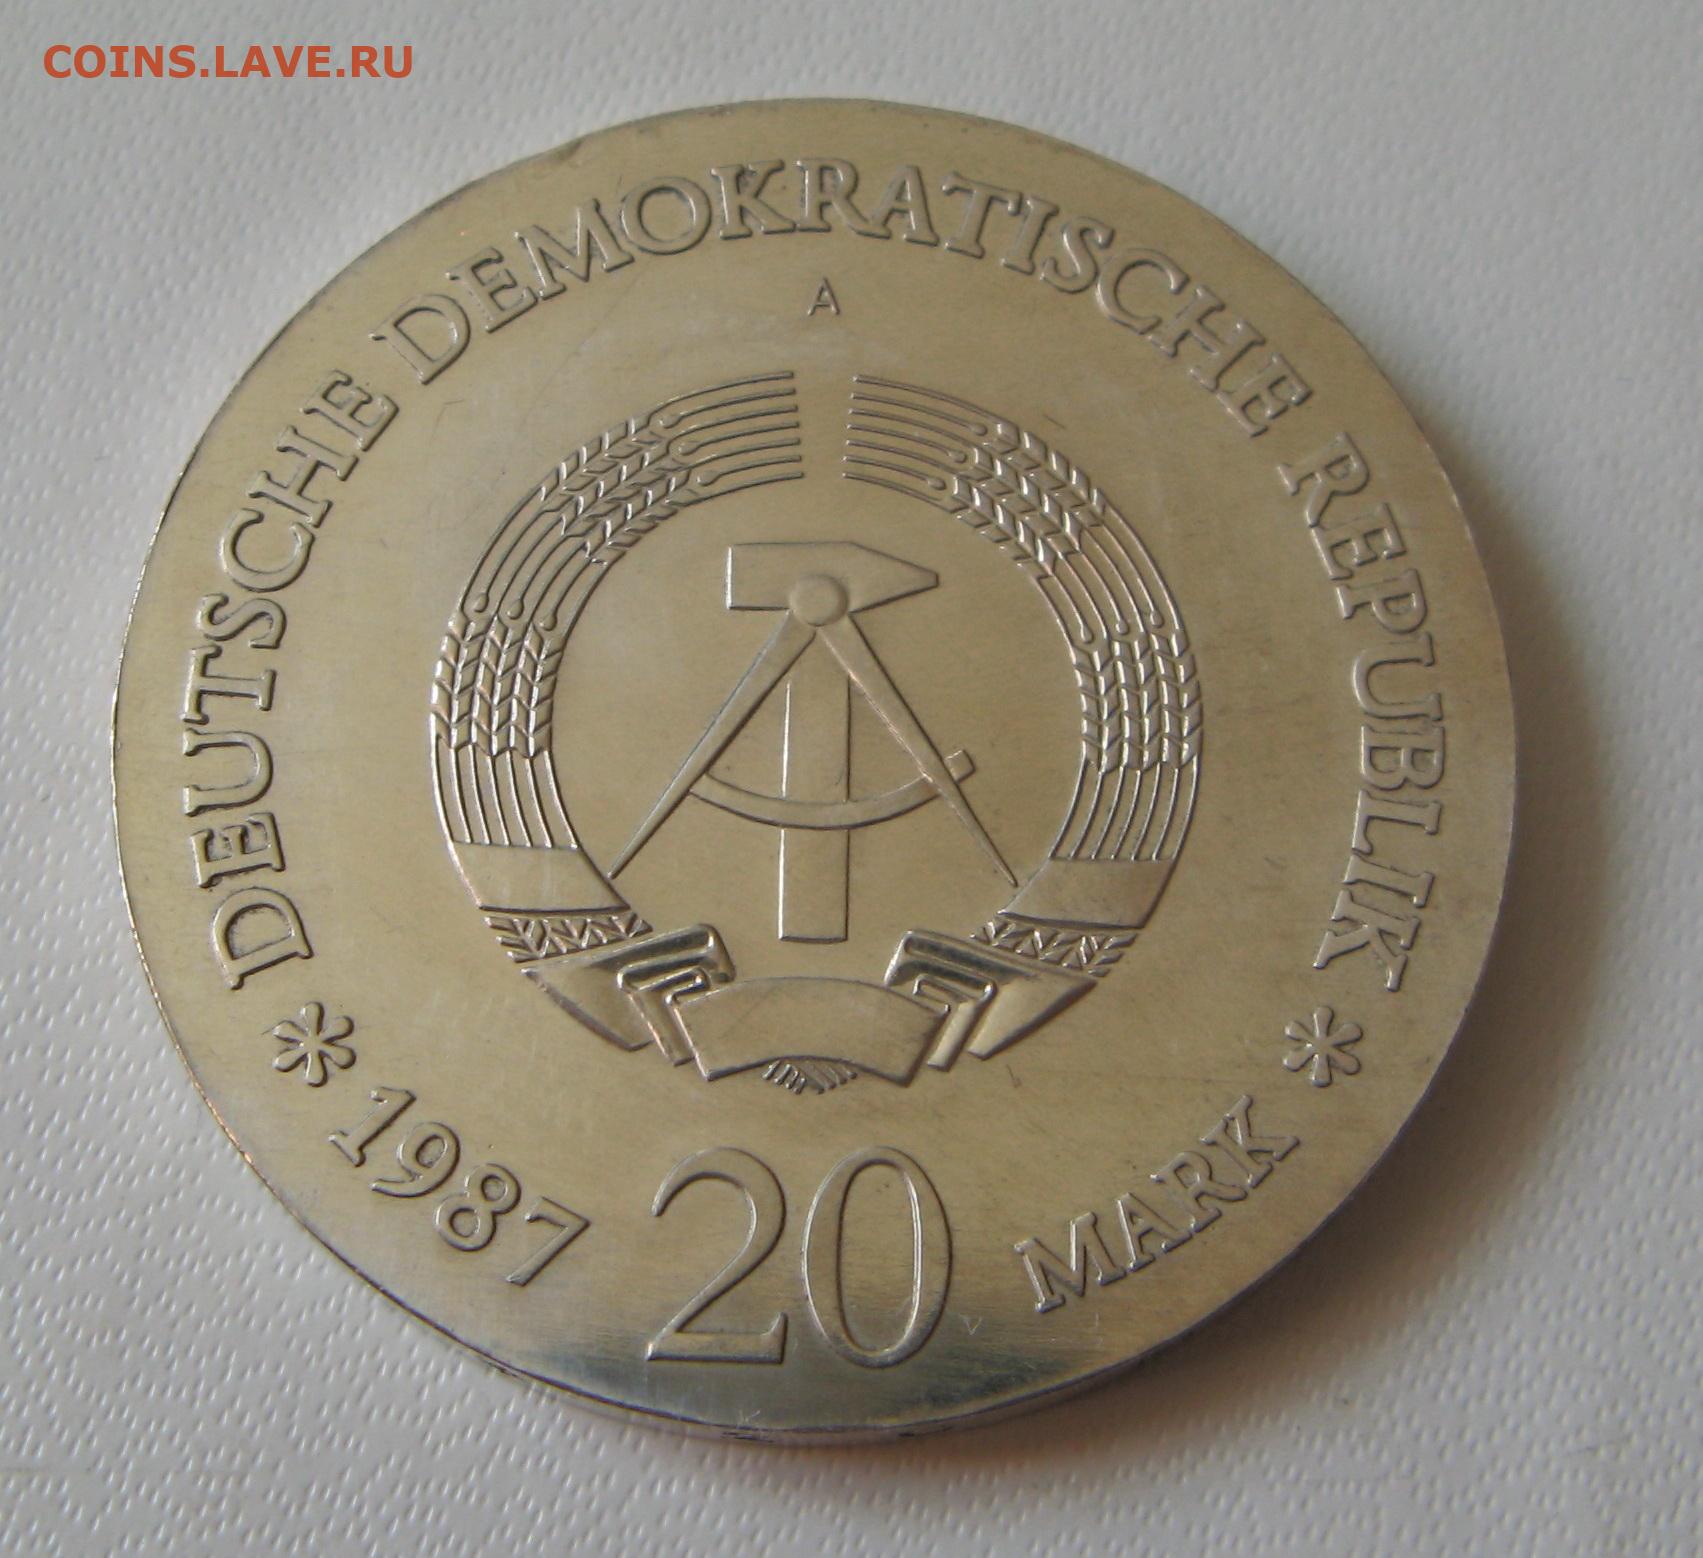 COINS.LAVE.RU
DEUTSCHE DEMOKRATISCHE REPUBLIK
A
* 1987 20 MARK *